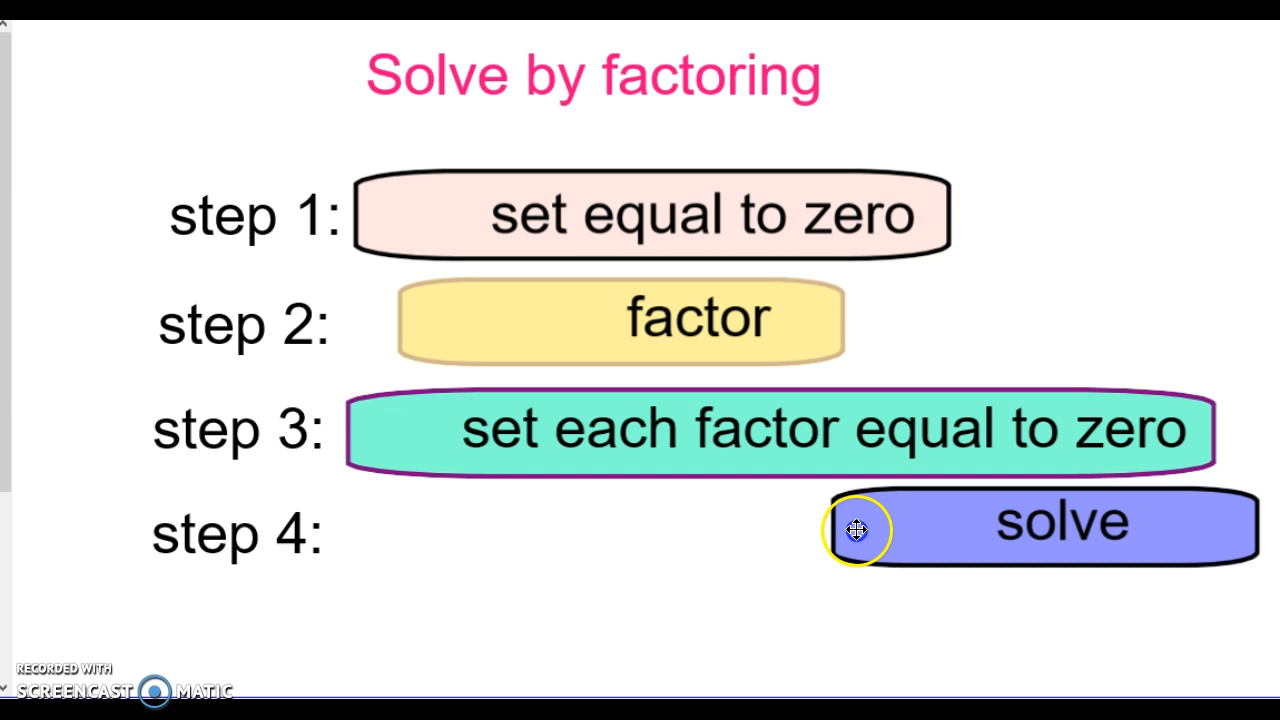 Solve by factoring
step 1: set equal to zero
step 2: factor
step 3: set each factor equal to zero
step 4: solve
RECORDED WITH
SCREENCAST MATIC